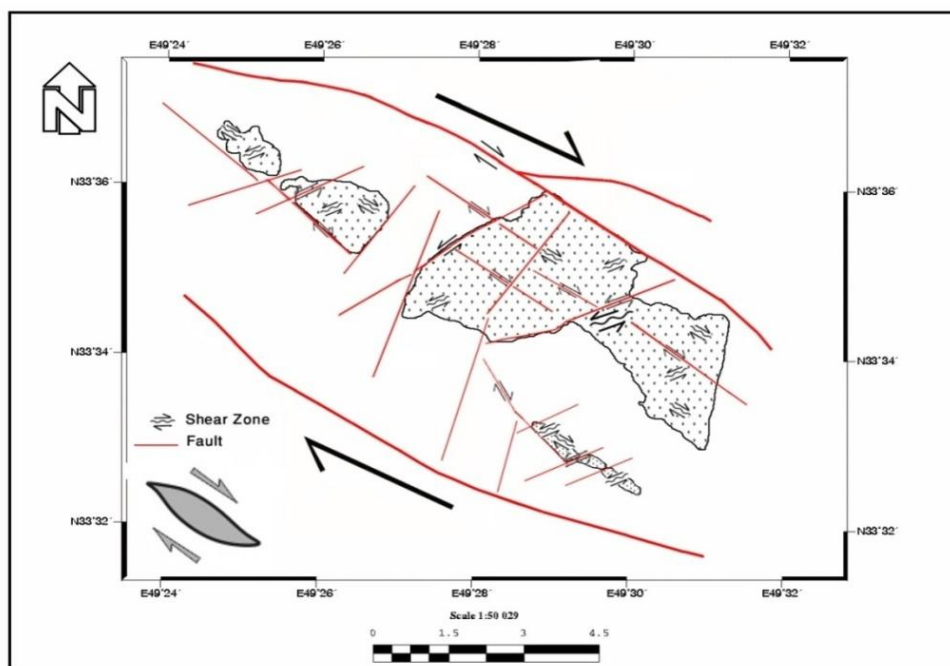 E49°24′ E49°26′ E49°28′ E49°30′ E49°32′
N
N33°36′ N33°36′
N33°34′ N33°34′
Shear Zone
Fault
N33°32′ N33°32′
E49°24′ E49°26′ E49°28′ E49°30′ E49°32′
Scale 1:50 029
0 1.5 3 4.5